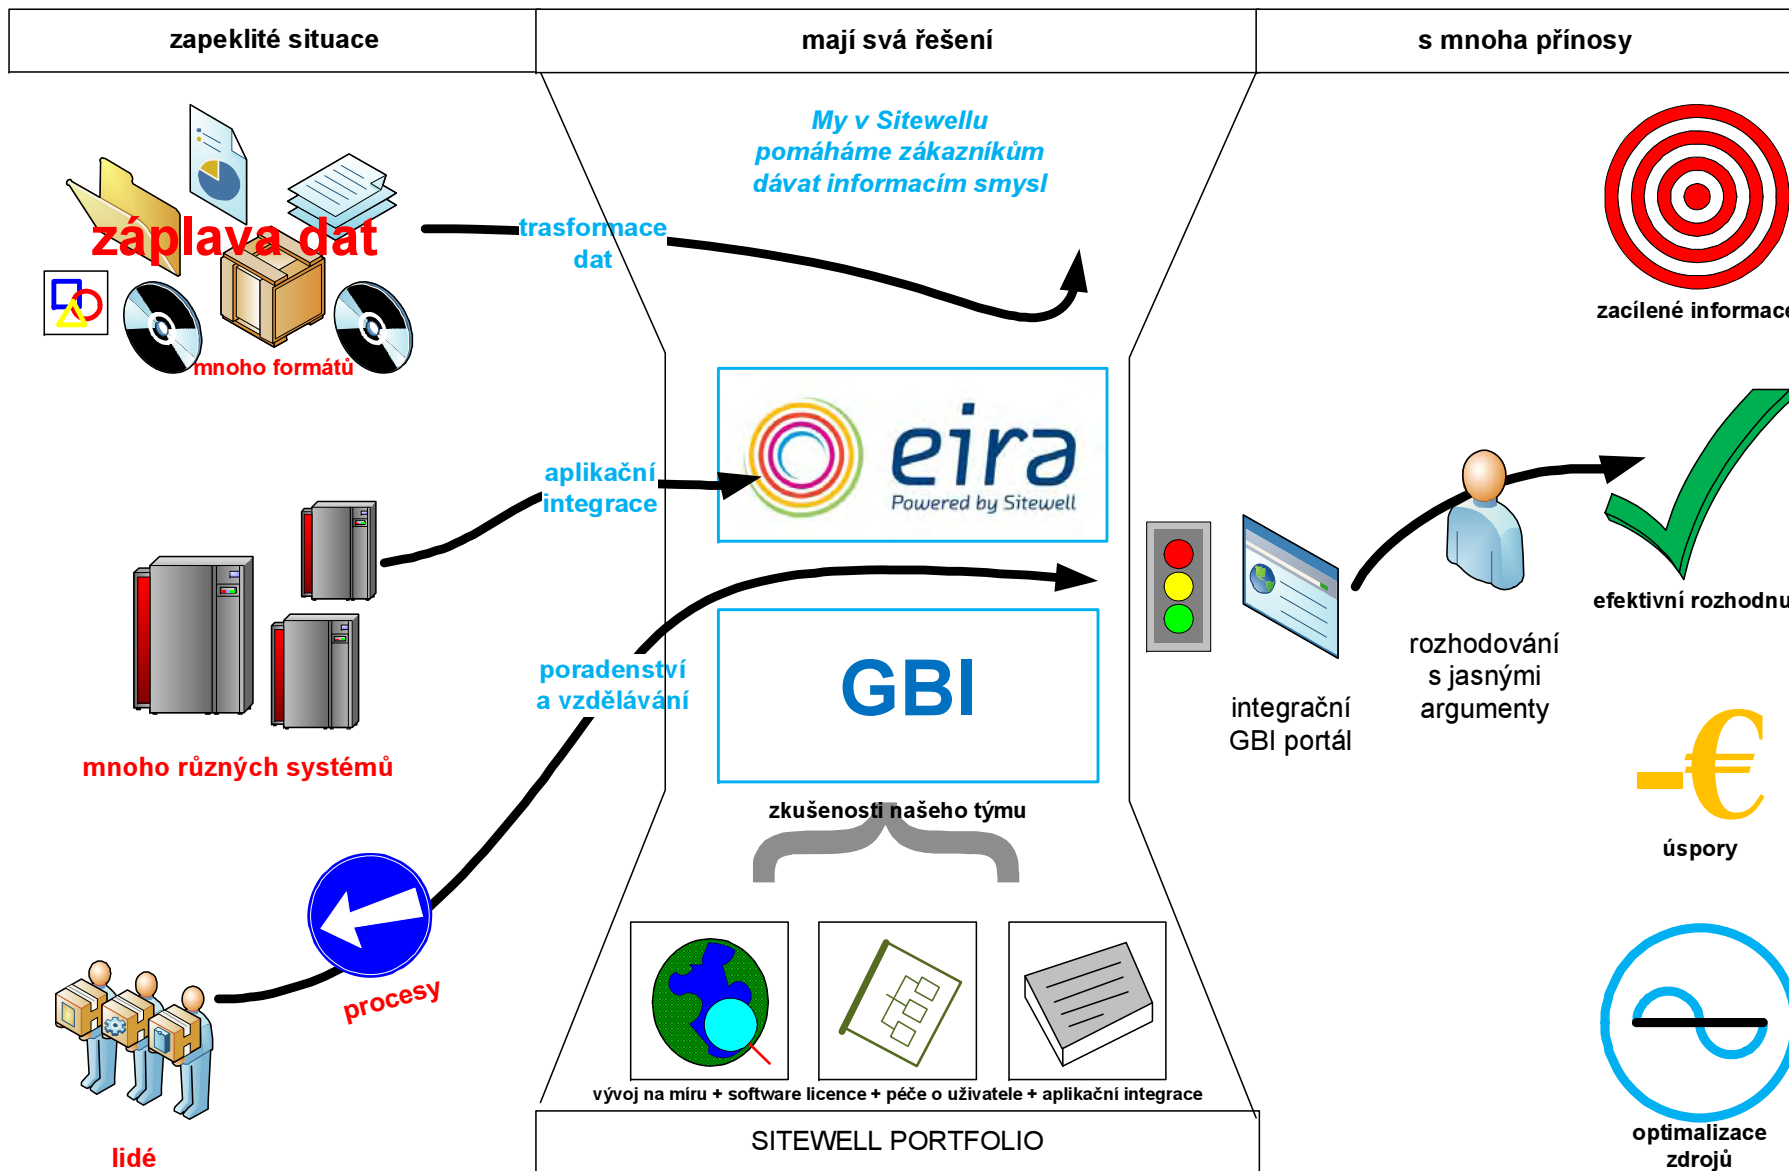 zapeklité situace
mají svá řešení
s mnoha přínosy
My v Sitewellu
pomáháme zákazníkům
dávat informacím smysl
záplava dat
mnoho formátů
trasformace
dat
zacílené informace
eira
Powered by Sitewell
aplikační
integrace
mnoho různých systémů
poradenství
a vzdělávání
GBI
integrační
GBI portál
rozhodování
s jasnými
argumenty
efektivní rozhodnu
-€
úspory
zkušenosti našeho týmu
procesy
lidé
vývoj na míru + software licence + péče o uživatele + aplikační integrace
SITEWELL PORTFOLIO
optimalizace
zdrojů